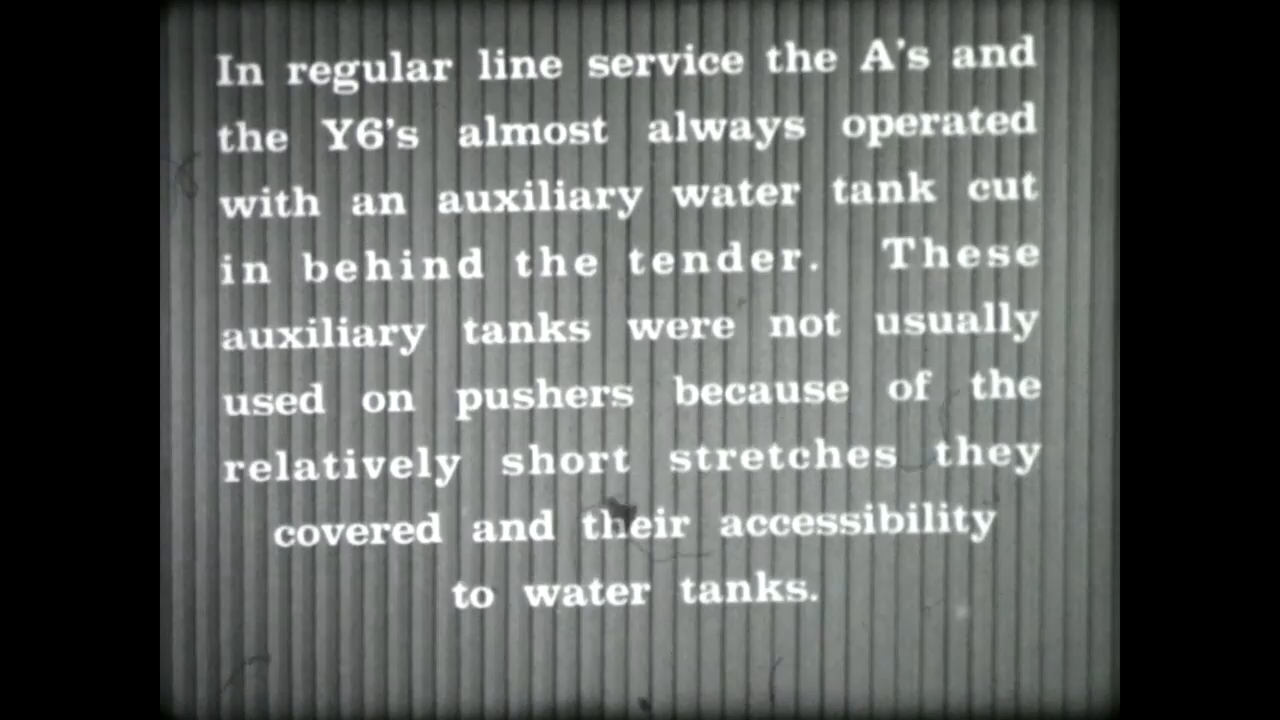 In regular line service the A's and
the Y6's almost always operated
with an auxiliary water tank cut
in behind the tender. These
auxiliary tanks were not usually
used on pushers because of the
relatively short stretches they
covered and their accessibility
to water tanks.